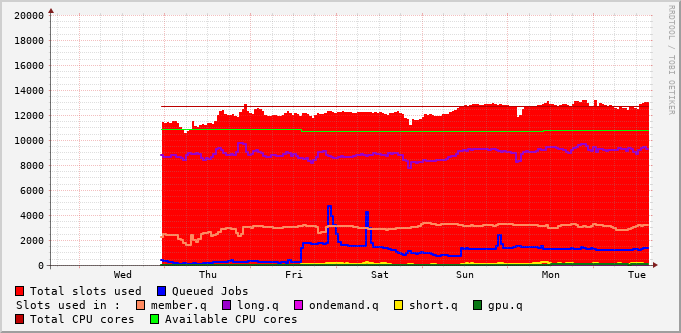 20000
18000
16000
14000
12000
10000
8000
6000
4000
2000
0
Wed Thu Fri Sat Sun Mon Tue
Total slots used Queued Jobs
Slots used in : member.q long.q ondemand.q short.q gpu.q
Total CPU cores Available CPU cores
RRDTOOL / TOBI OETIKER